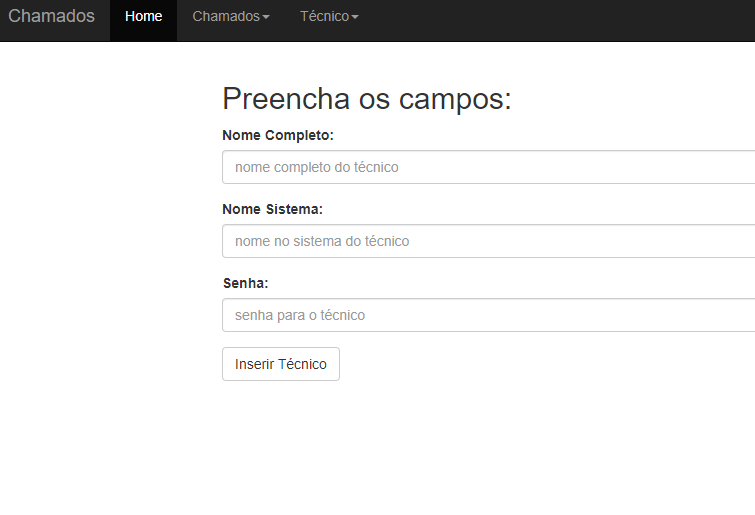 Chamados Home Chamados Técnico
Preencha os campos:
Nome Completo:
nome completo do técnico
Nome Sistema:
nome no sistema do técnico
Senha:
senha para o técnico
Inserir Técnico